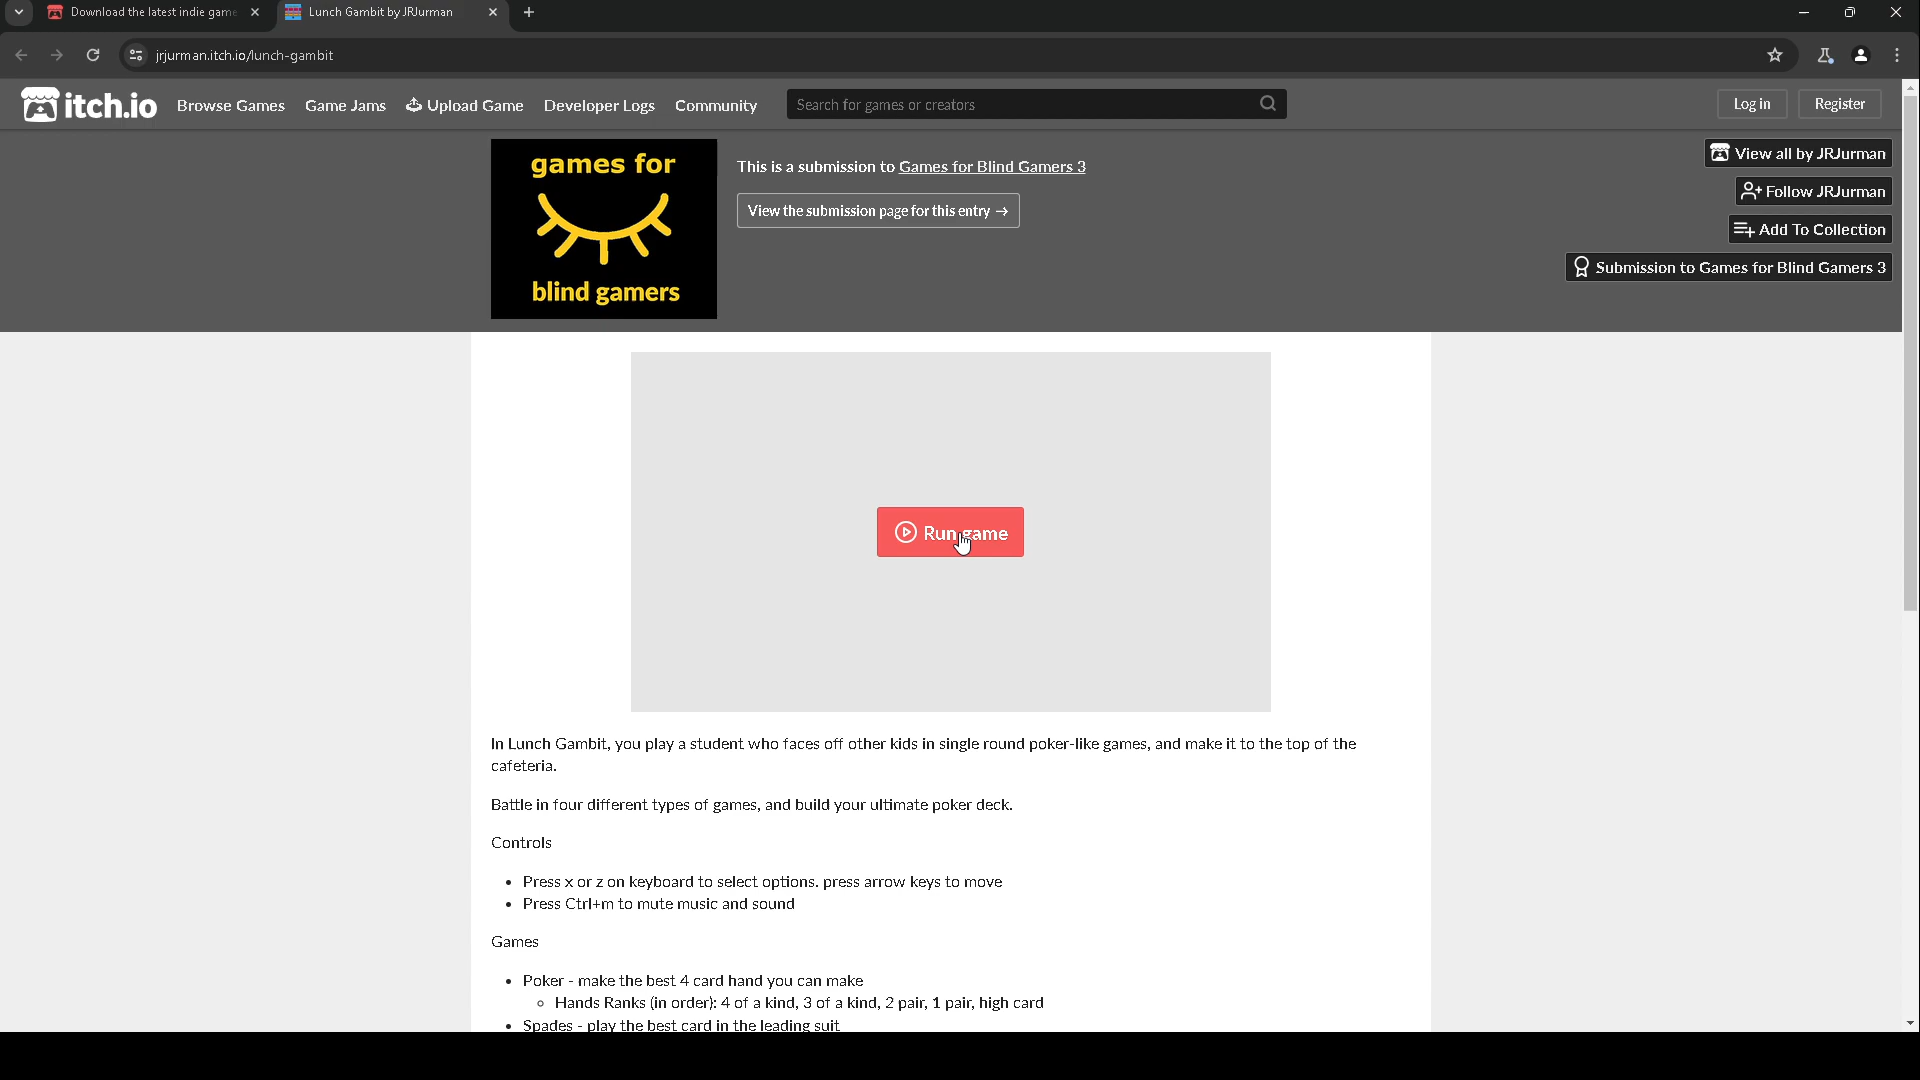 Download the latest indie game
Lunch Gambit by JRJurman
jrjurman.itch.io/lunch-gambit
itch.io
Browse Games
Game Jams
Upload Game
Developer Logs
Community
Search for games or creators
Log in
Register
games for
blind gamers
This is a submission to Games for Blind Gamers 3
View the submission page for this entry →
View all by JRJurman
Follow JRJurman
Add To Collection
Submission to Games for Blind Gamers 3
Run game
In Lunch Gambit, you play a student who faces off other kids in single round poker-like games, and make it to the top of the
cafeteria.
Battle in four different types of games, and build your ultimate poker deck.
Controls
• Press x or z on keyboard to select options. press arrow keys to move
• Press Ctrl+m to mute music and sound
Games
• Poker - make the best 4 card hand you can make
◦ Hands Ranks (in order): 4 of a kind, 3 of a kind, 2 pair, 1 pair, high card
• Spades - play the best card in the leading suit